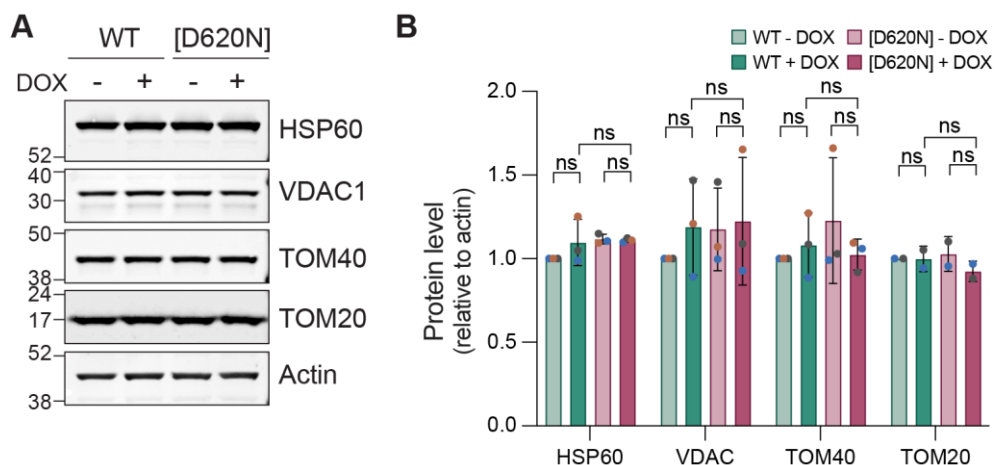 A
WT [D620N]
DOX - + - +
52
HSP60
40
30
VDAC1
50
38
TOM40
24
17
TOM20
52
38
Actin
B
WT - DOX [D620N] - DOX
WT + DOX [D620N] + DOX
Protein level
(relative to actin)
2.0
1.5
1.0
0.5
0.0
ns ns ns
ns ns ns
ns ns ns
ns ns ns
HSP60 VDAC TOM40 TOM20